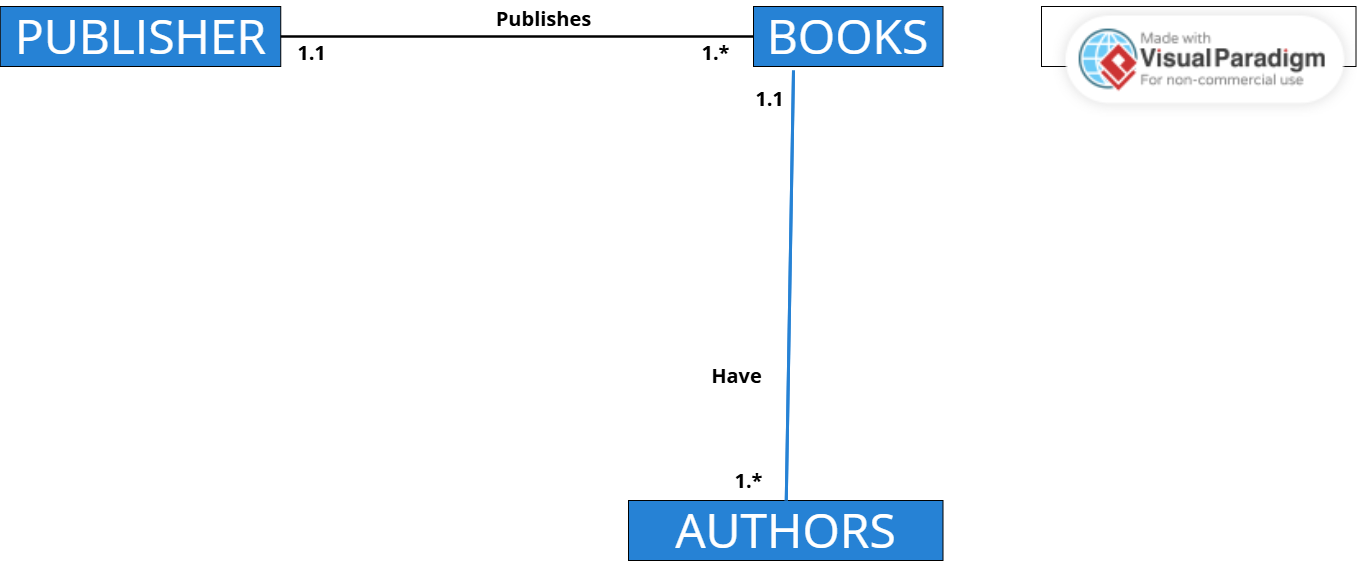 PUBLISHER
Publishes
BOOKS
1.1
1.*
Made with
Visual Paradigm
For non-commercial use
1.1
Have
1.*
AUTHORS